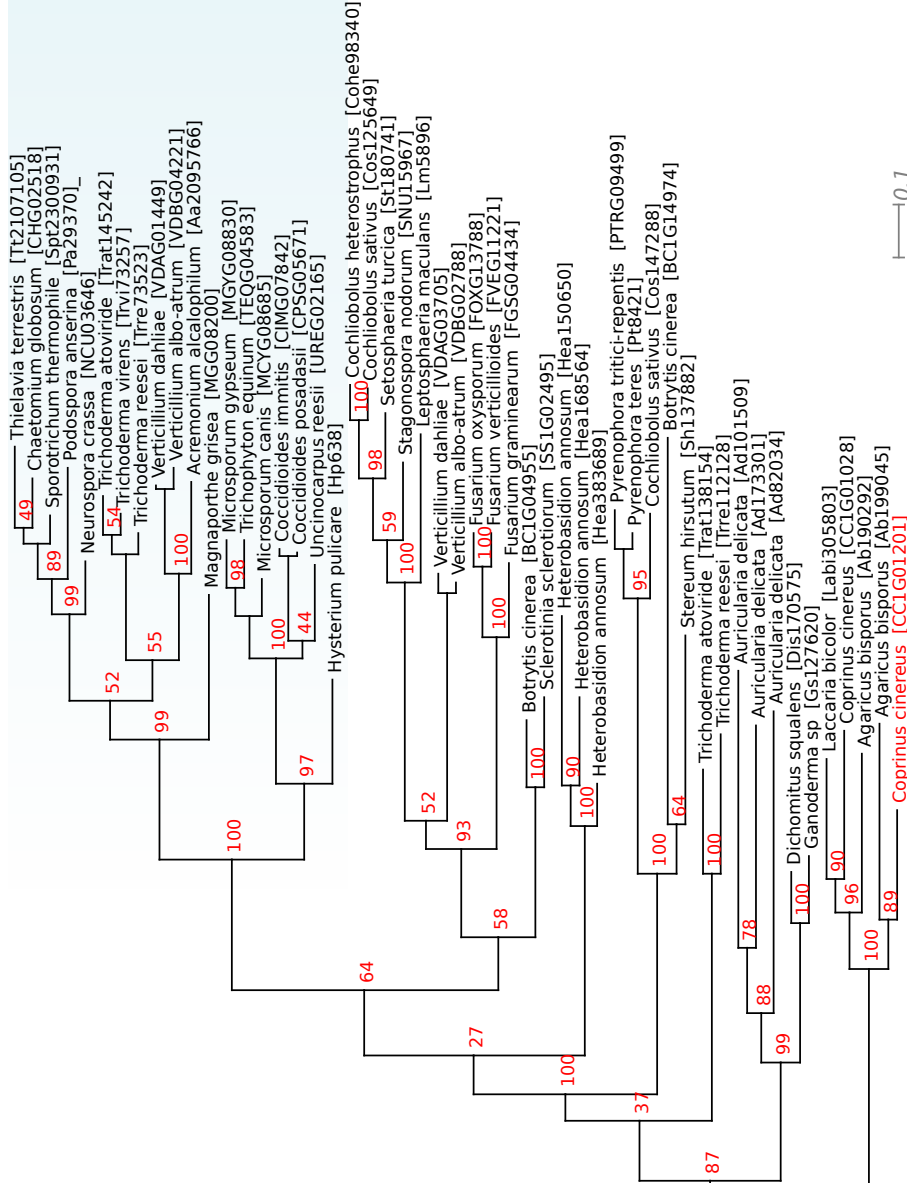 Thielavia terrestris [Tt2107105]
Chaetomium globosum [CHG02518]
Sporotrichum thermophile [Spt2300931]
Podospora anserina [Pa29370]_
Neurospora crassa [NCU03646]
Trichoderma atoviride [Trat145242]
Trichoderma virens [Trvi73257]
Trichoderma reesei [Trre73523]
Verticillium dahliae [VDAG01449]
Verticillium albo-atrum [VDBG04221]
Acremonium alcalophilum [Aa2095766]
Magnaporthe grisea [MGG08200]
Microsporum gypseum [MGYG08830]
Trichophyton equinum [TEQG04583]
Microsporum canis [MCYG08685]
Coccidioides immitis [CIMG07842]
Coccidioides posadasii [CPSG05671]
Uncinocarpus reesii [UREG02165]
Hysterium pulicare [Hp638]
Cochliobolus heterostrophus [Cohe98340]
Cochliobolus sativus [Cos125649]
Setosphaeria turcica [St180741]
Stagonospora nodorum [SNU15967]
Leptosphaeria maculans [Lm5896]
Verticillium dahliae [VDAG03705]
Verticillium albo-atrum [VDBG02788]
Fusarium oxysporum [FOXG13788]
Fusarium verticillioides [FVEG11221]
Fusarium graminearum [FGSG04434]
Botrytis cinerea [BC1G04955]
Sclerotinia sclerotiorum [SS1G02495]
Heterobasidion annosum [Hea150650]
Heterobasidion annosum [Hea168564]
Heterobasidion annosum [Hea383689]
Pyrenophora tritici-repentis [PTRG09499]
Pyrenophora teres [Pt8421]
Cochliobolus sativus [Cos147288]
Botrytis cinerea [BC1G14974]
Stereum hirsutum [Sh137882]
Trichoderma atoviride [Trat138154]
Trichoderma reesei [Trre112128]
Auricularia delicata [Ad101509]
Auricularia delicata [Ad173301]
Auricularia delicata [Ad82034]
Dichomitus squalens [Dis170575]
Ganoderma sp [Gs127620]
Laccaria bicolor [Labi305803]
Coprinus cinereus [CC1G01028]
Agaricus bisporus [Ab190292]
Agaricus bisporus [Ab199045]
Coprinus cinereus [CC1G01201]
49
89
99
54
55
100
52
99
98
100
44
97
100
100
98
59
100
52
100
100
93
100
58
64
90
100
27
95
64
100
100
100
37
78
88
100
99
87
90
96
89
100
0.1